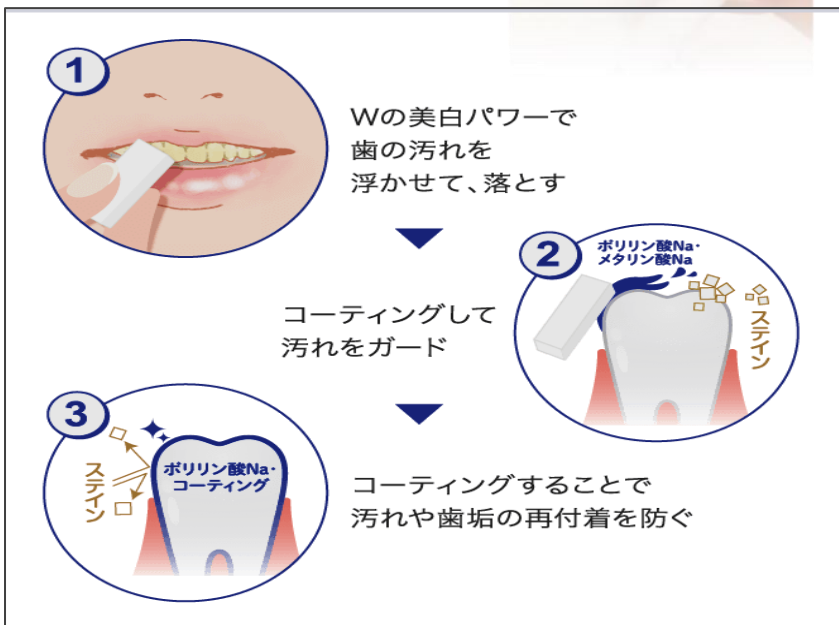 1
Wの美白パワーで
歯の汚れを
浮かせて、落とす
2
ポリリン酸Na・
メタリン酸Na
ステイン
コーティングして
汚れをガード
3
ステイン
ポリリン酸Na・
コーティング
コーティングすることで
汚れや歯垢の再付着を防ぐ